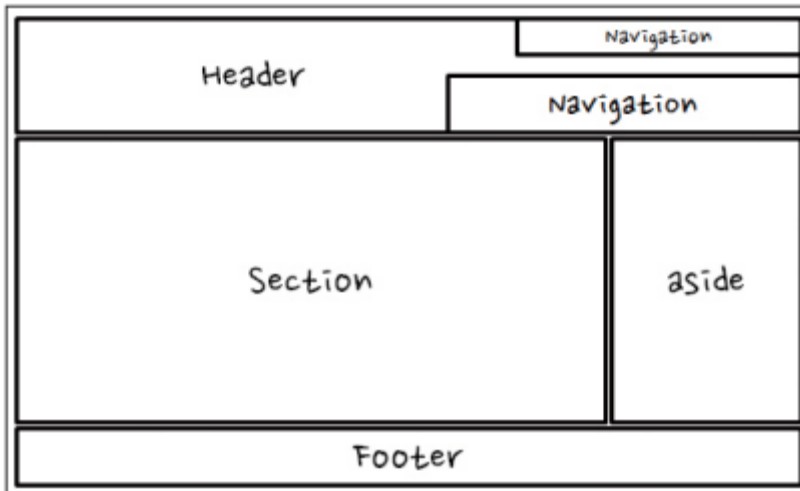 Navigation
Header
Navigation
Section
aside
Footer